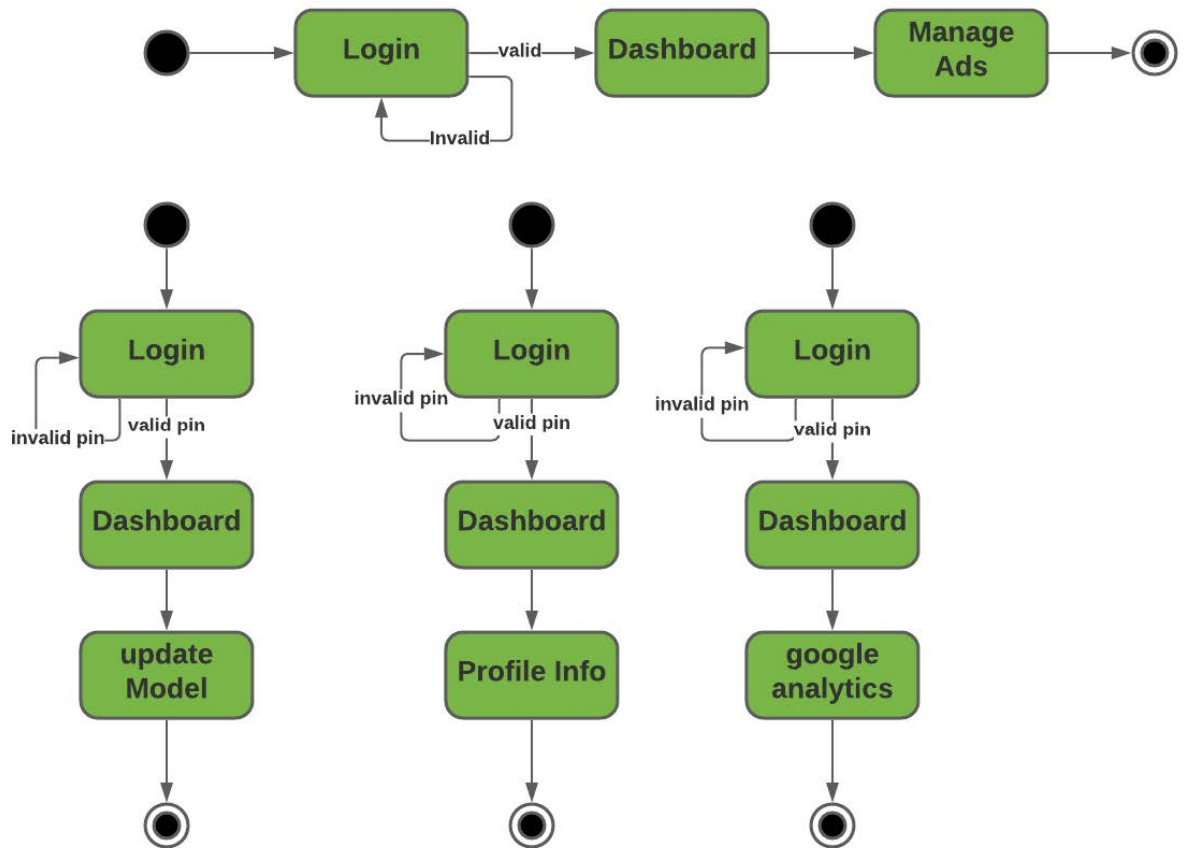 Login
valid
Dashboard
Manage
Ads
Invalid
Login
invalid pin
valid pin
Dashboard
update
Model
Login
invalid pin
valid pin
Dashboard
Profile Info
Login
invalid pin
valid pin
Dashboard
google
analytics